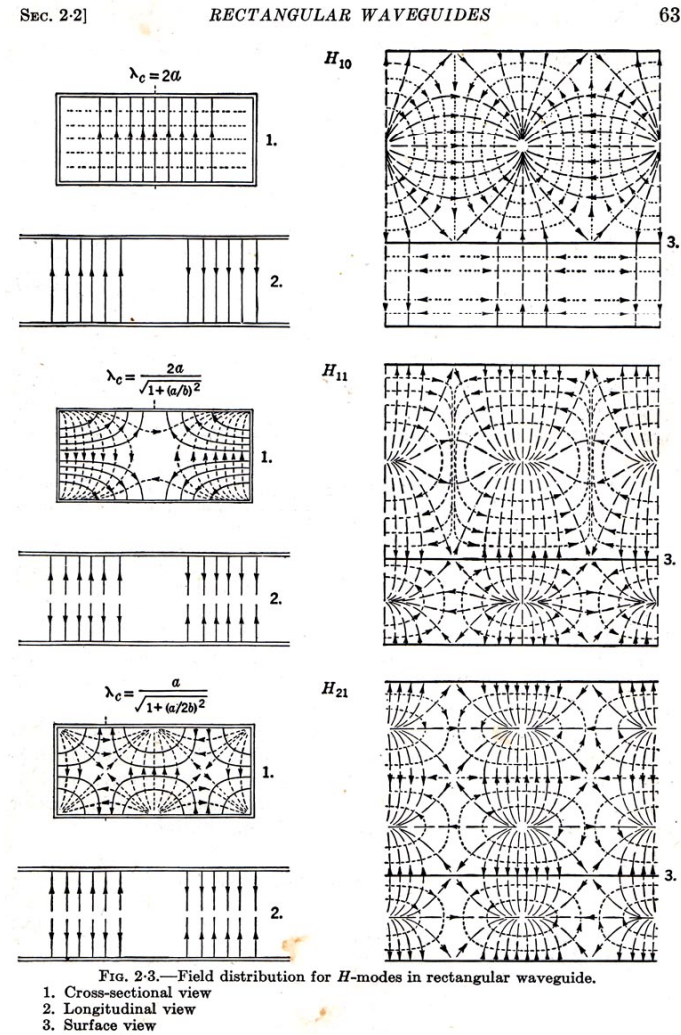 SEC. 2·2] RECTANGULAR WAVEGUIDES 63
H10
λc = 2a
1.
3.
2.
H11
λc = 2a / √1 + (a/b)²
1.
3.
2.
H21
λc = a / √1 + (a/2b)²
1.
3.
2.
FIG. 2·3.—Field distribution for H-modes in rectangular waveguide.
1. Cross-sectional view
2. Longitudinal view
3. Surface view